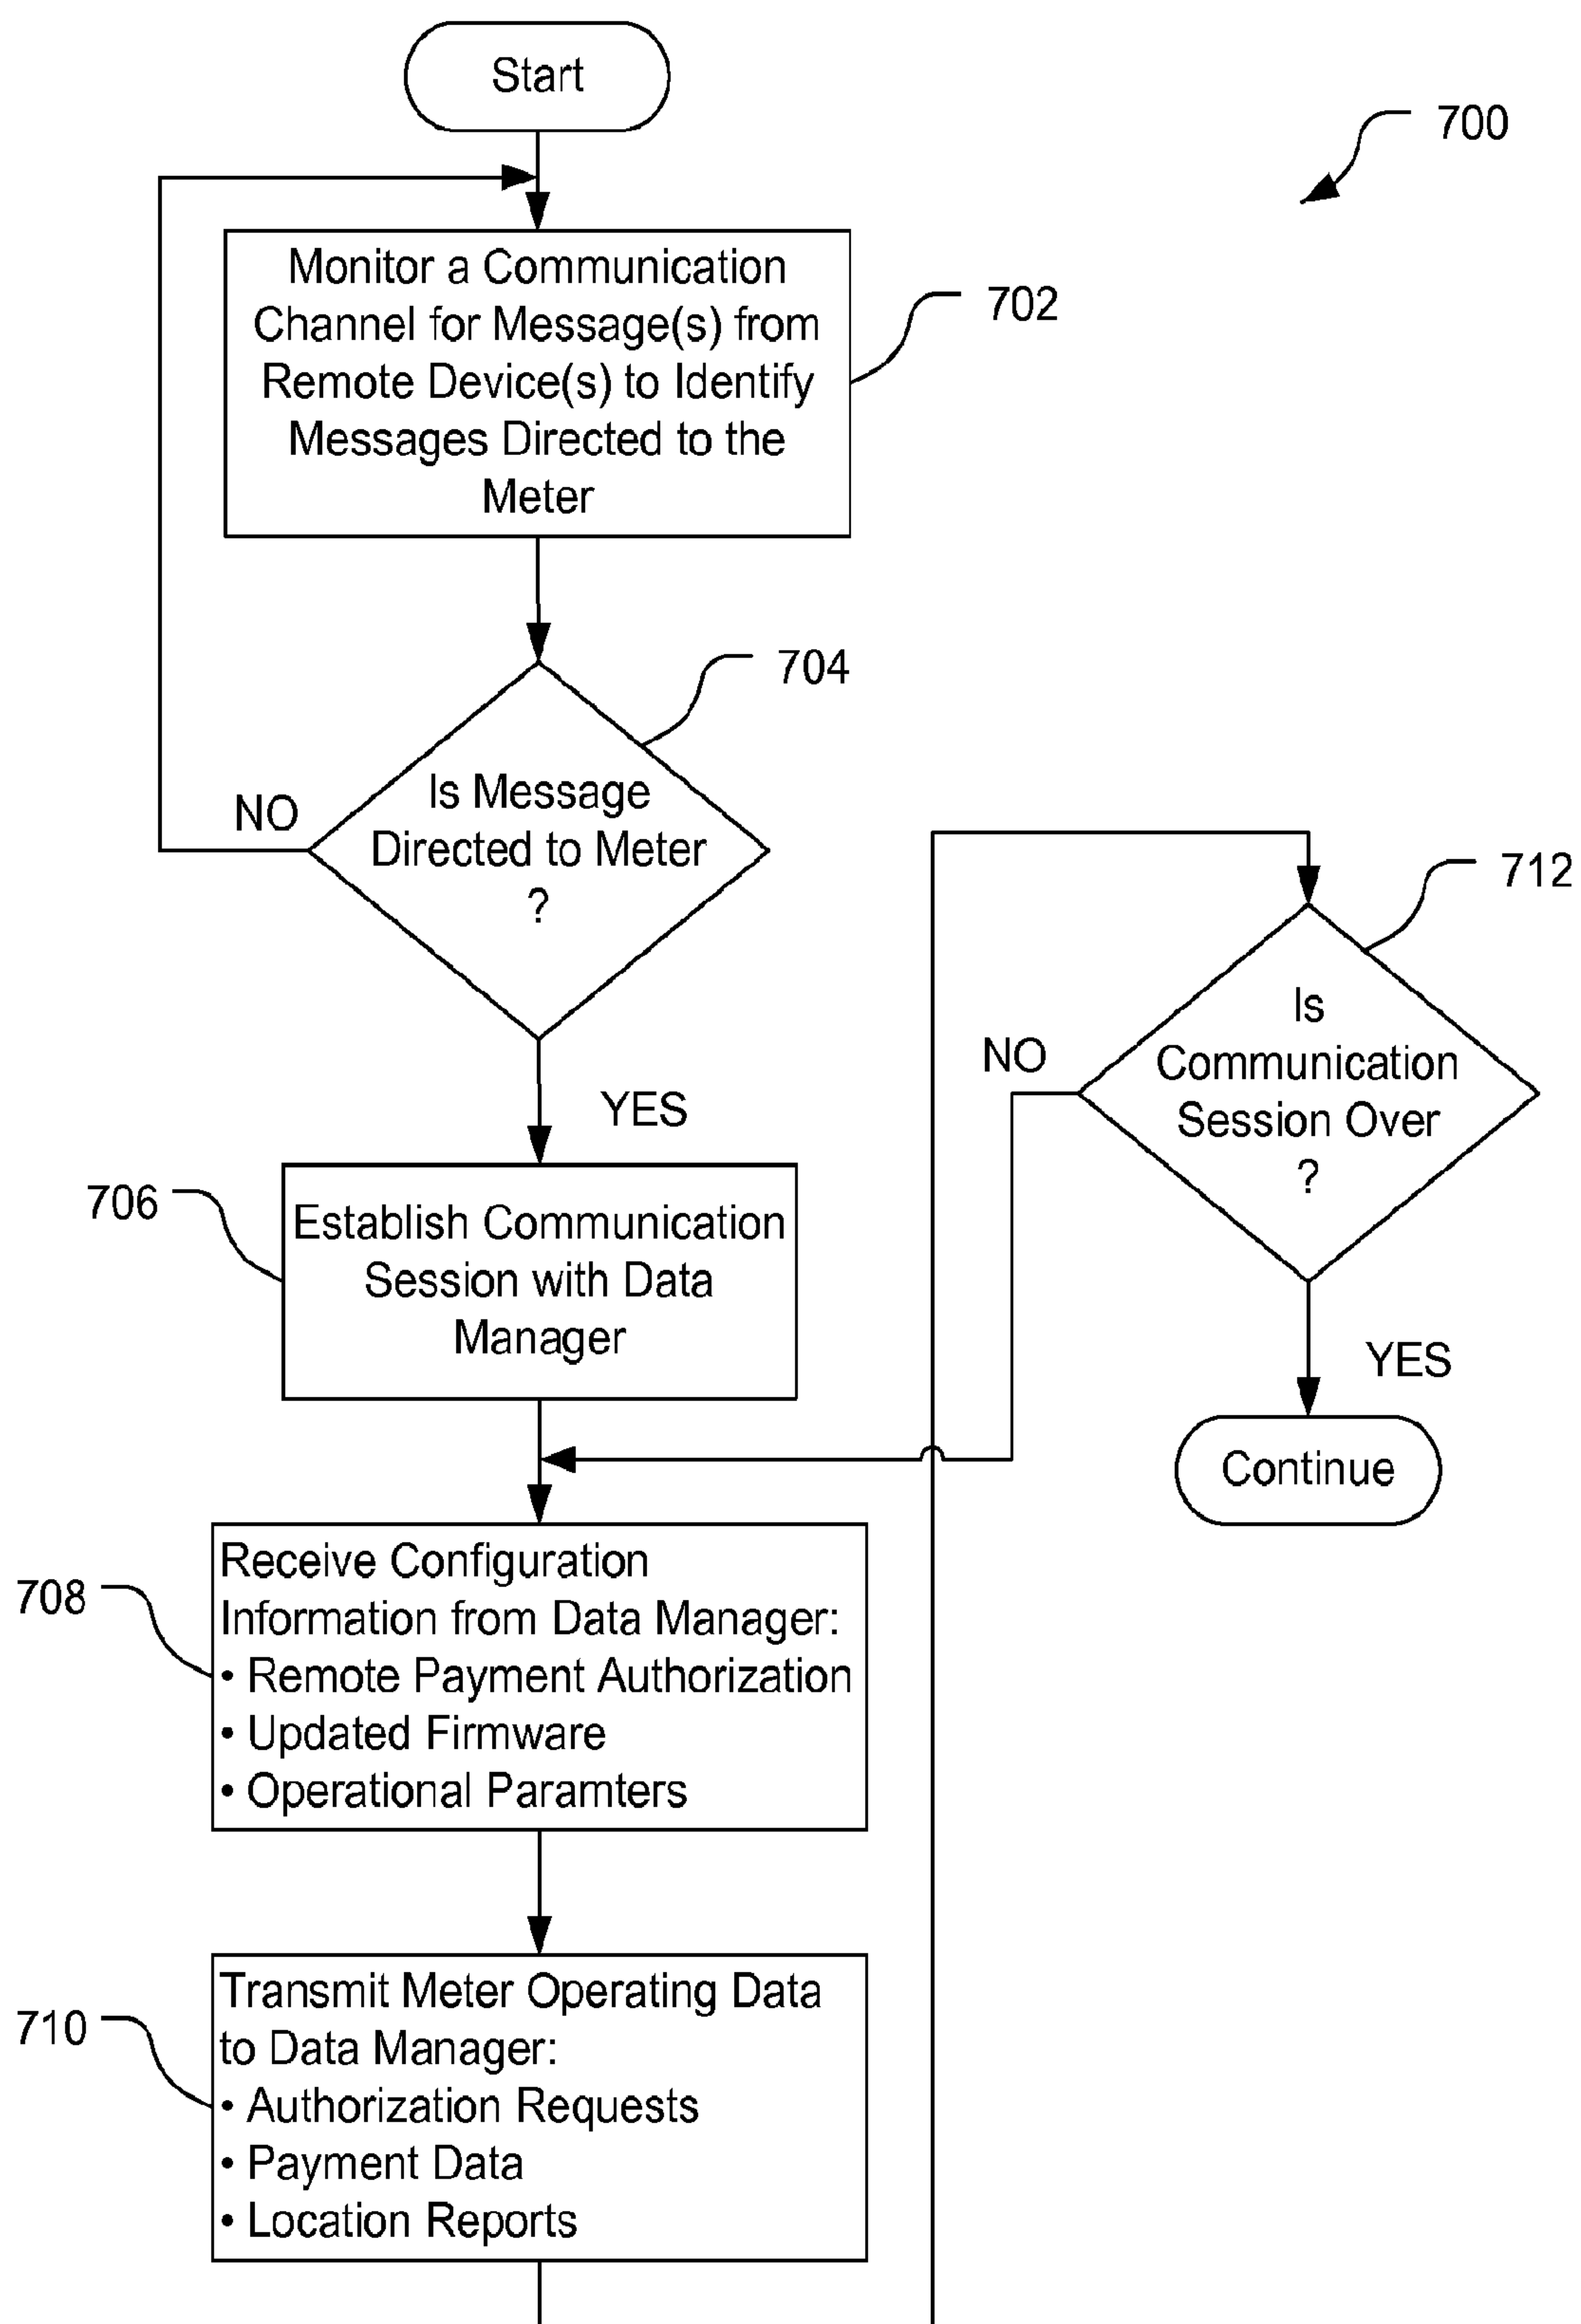 Start
700
Monitor a Communication
Channel for Message(s) from
Remote Device(s) to Identify
Messages Directed to the
Meter
702
704
Is Message
Directed to Meter
?
NO
YES
706
Establish Communication
Session with Data
Manager
708
Receive Configuration
Information from Data Manager:
• Remote Payment Authorization
• Updated Firmware
• Operational Paramters
710
Transmit Meter Operating Data
to Data Manager:
• Authorization Requests
• Payment Data
• Location Reports
712
Is
Communication
Session Over
?
NO
YES
Continue